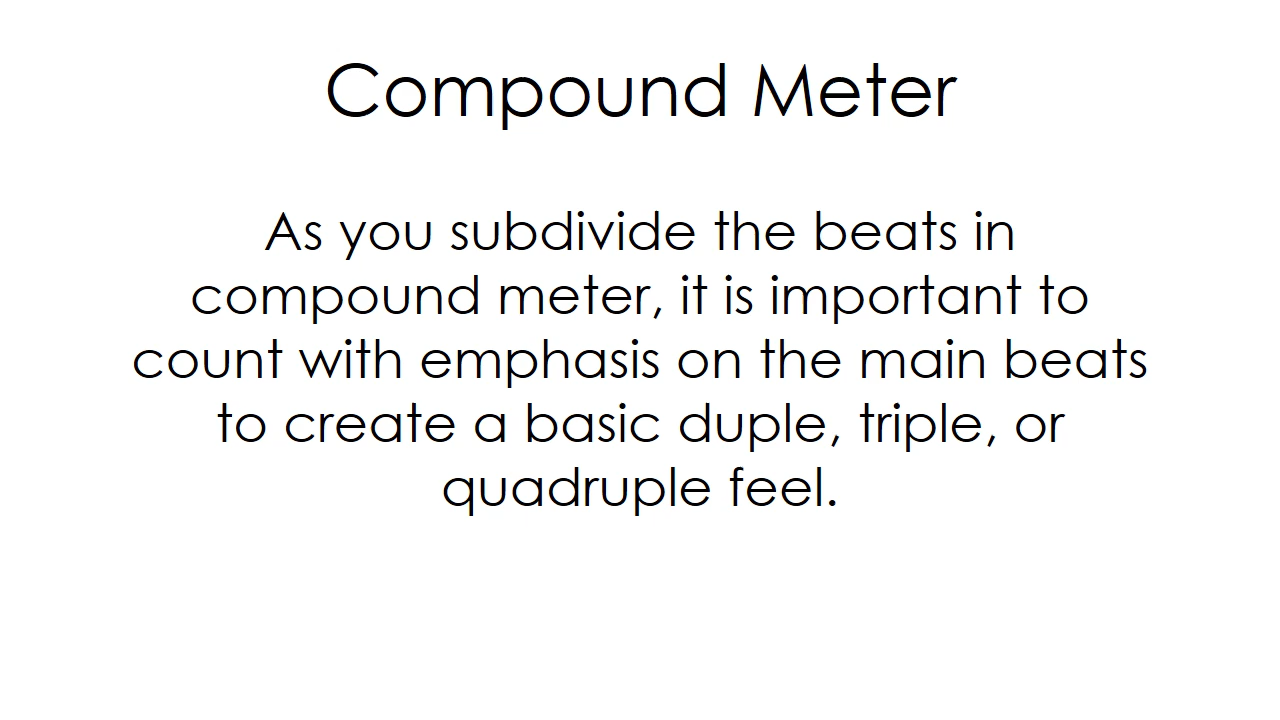 Compound Meter
As you subdivide the beats in
compound meter, it is important to
count with emphasis on the main beats
to create a basic duple, triple, or
quadruple feel.